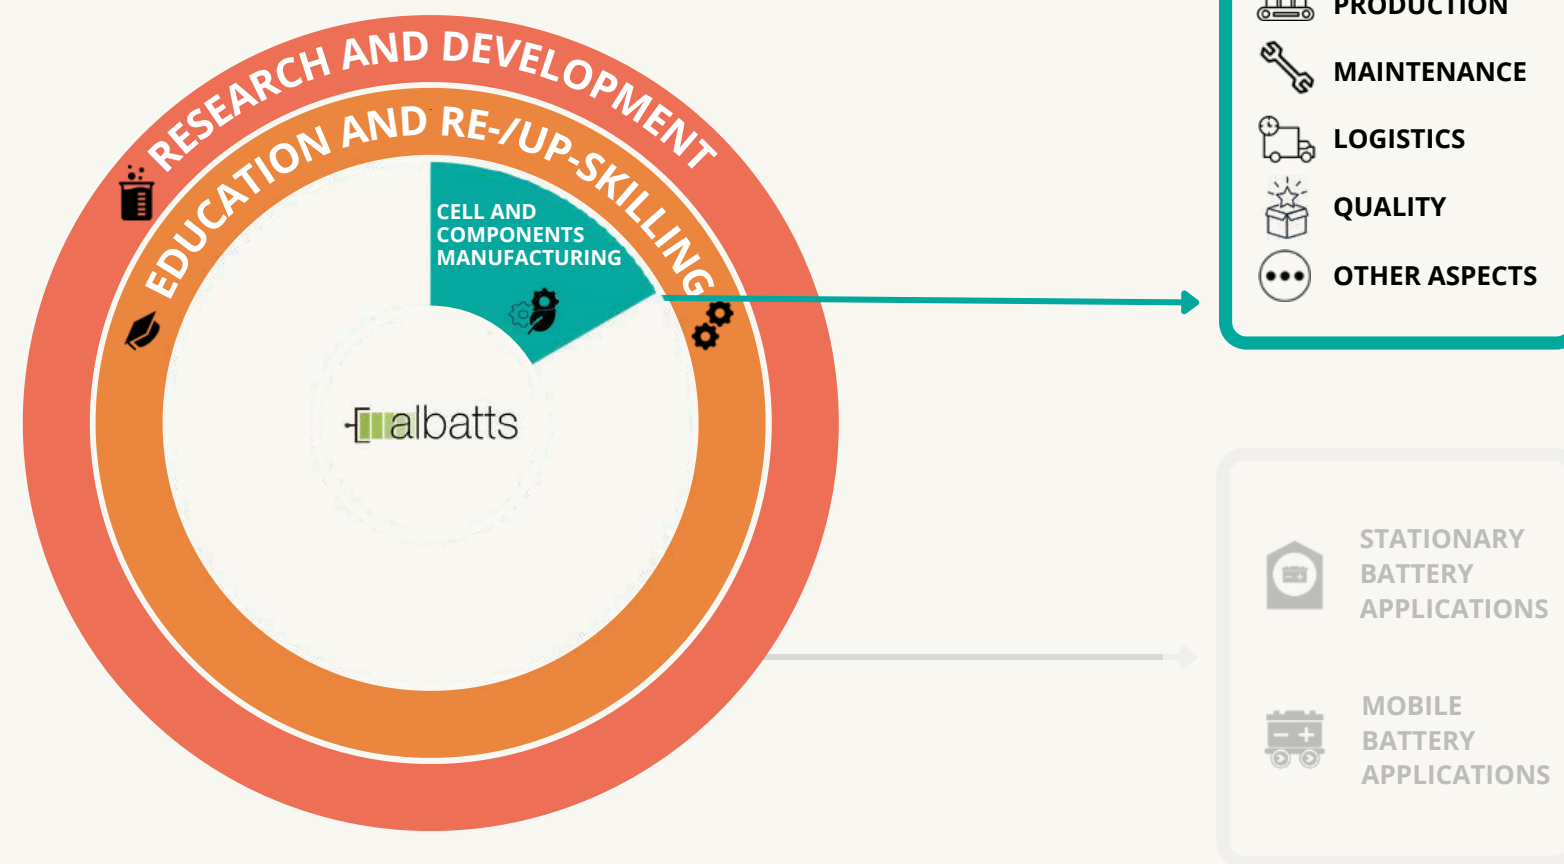 RESEARCH AND DEVELOPMENT
EDUCATION AND RE-/UP-SKILLING
CELL AND
COMPONENTS
MANUFACTURING
albatts
PRODUCTION
MAINTENANCE
LOGISTICS
QUALITY
OTHER ASPECTS
STATIONARY
BATTERY
APPLICATIONS
MOBILE
BATTERY
APPLICATIONS